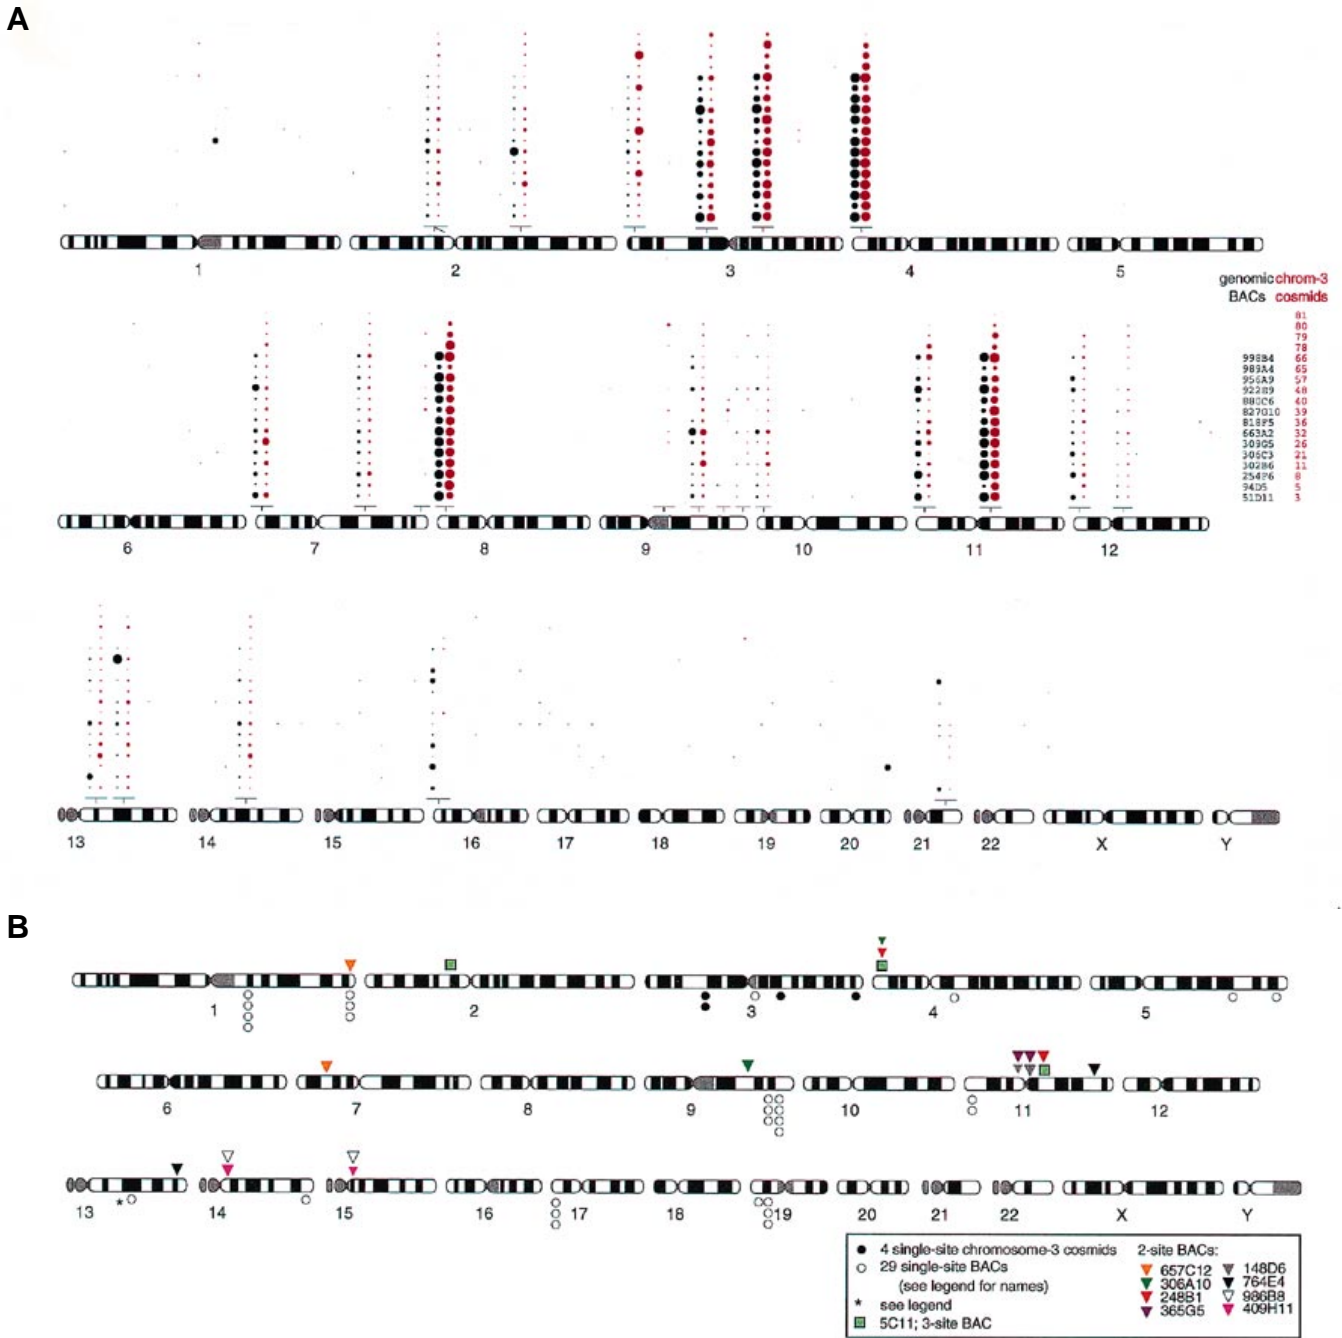 A
1 2 3 4 5
genomic chrom-3
BACs cosmids
81
80
79
78
998B4 66
989A4 65
956A9 57
922B9 48
880C6 40
827G10 39
818F5 36
663A2 32
309G5 26
306C3 21
302B6 11
254F6 8
94D5 5
51D11 3
6 7 8 9 10 11 12
13 14 15 16 17 18 19 20 21 22 X Y
B
1 2 3 4 5
6 7 8 9 10 11 12
13 * 14 15 16 17 18 19 20 21 22 X Y
4 single-site chromosome-3 cosmids 2-site BACs:
29 single-site BACs 657C12 148D6
(see legend for names) 306A10 764E4
* see legend 248B1 986B8
5C11; 3-site BAC 365G5 409H11